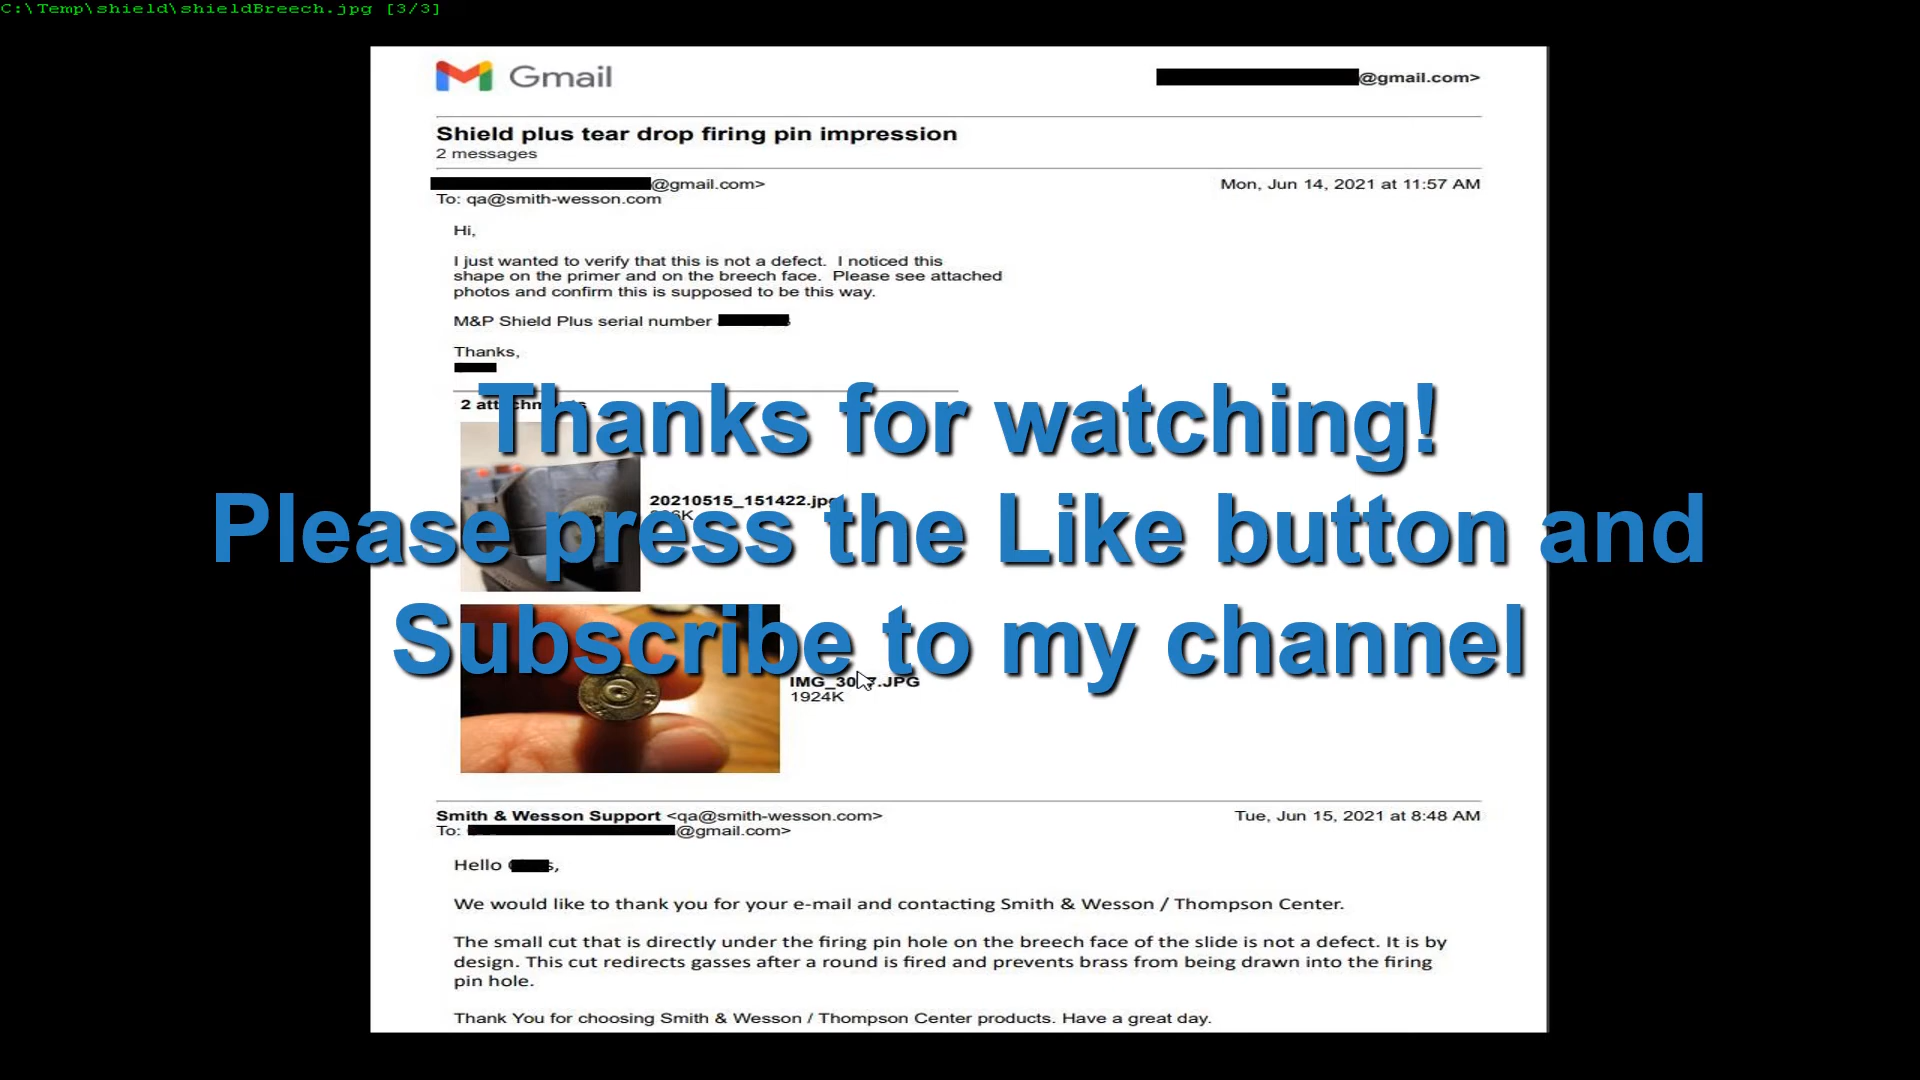 C:\Temp\shield\shieldBreech.jpg [3/3]
Gmail
@gmail.com>
Shield plus tear drop firing pin impression
2 messages
@gmail.com>
Mon, Jun 14, 2021 at 11:57 AM
To: qa@smith-wesson.com
Hi,
I just wanted to verify that this is not a defect.  I noticed this
shape on the primer and on the breech face.  Please see attached
photos and confirm this is supposed to be this way.
M&P Shield Plus serial number
Thanks,
2 attachments
Thanks for watching!
20210515_151422.jpg
Please press the Like button and
Subscribe to my channel
1924K
Smith & Wesson Support <qa@smith-wesson.com>
Tue, Jun 15, 2021 at 8:48 AM
To: @gmail.com>
Hello
We would like to thank you for your e-mail and contacting Smith & Wesson / Thompson Center.
The small cut that is directly under the firing pin hole on the breech face of the slide is not a defect. It is by
design. This cut redirects gasses after a round is fired and prevents brass from being drawn into the firing
pin hole.
Thank You for choosing Smith & Wesson / Thompson Center products. Have a great day.